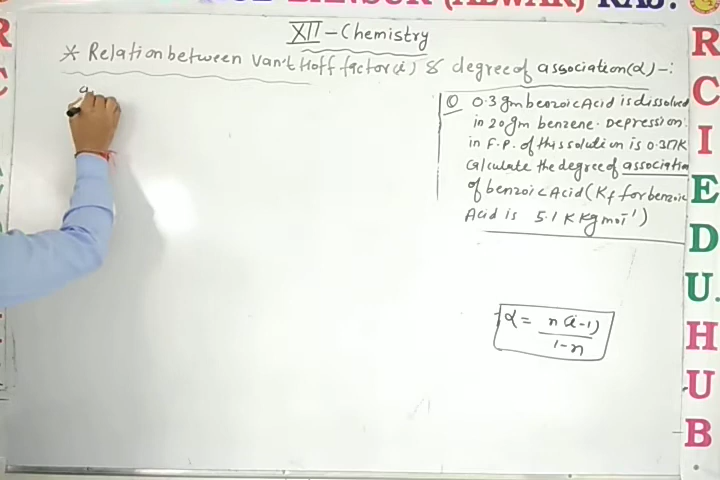 XII - Chemistry
* Relation between Van't Hoff factor (i) & degree of association (α) -:
Q 0.3 gm benzoic Acid is dissolved
in 20 gm benzene. Depression
in F.P. of this solution is 0.317K
Calculate the degree of associatio
of benzoic Acid (Kf for benzoic
Acid is 5.1 K Kg mol⁻¹)
α = n(i-1)
1-n
R
C
I
E
D
U.
H
U
B